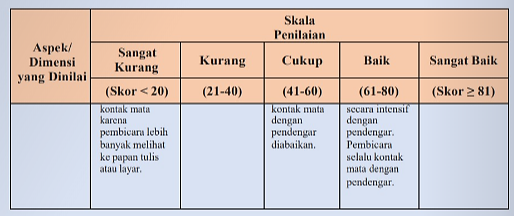 Aspek/
Dimensi
yang Dinilai
Skala
Penilaian
Sangat
Kurang
Kurang
Cukup
Baik
Sangat Baik
(Skor < 20)
(21-40)
(41-60)
(61-80)
(Skor ≥ 81)
kontak mata
karena
pembicara lebih
banyak melihat
ke papan tulis
atau layar.
kontak mata
dengan
pendengar
diabaikan.
secara intensif
dengan
pendengar.
Pembicara
selalu kontak
mata dengan
pendengar.